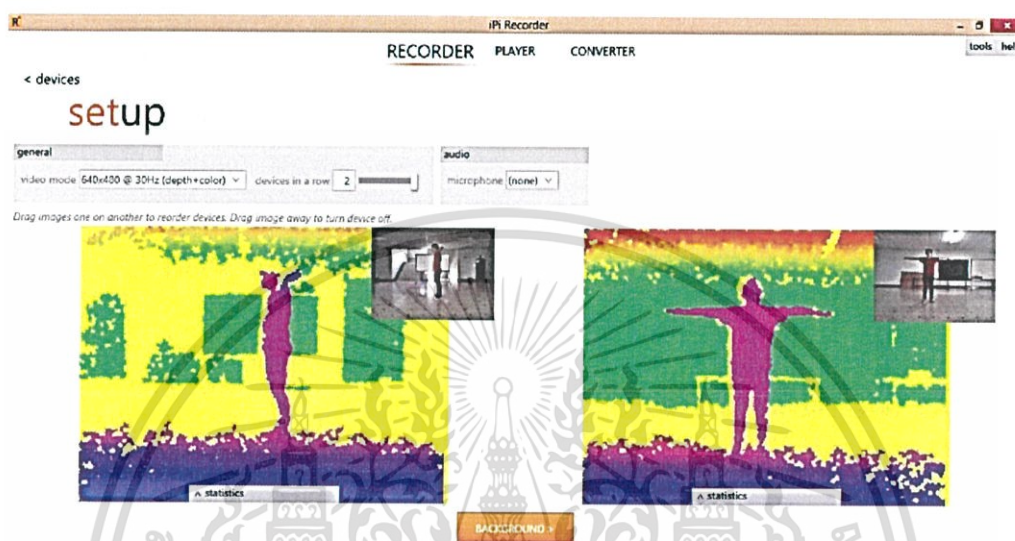 iPi Recorder
RECORDER PLAYER CONVERTER
tools hel
< devices
setup
general
audio
video mode 640x480 @ 30Hz (depth+color) devices in a row 2
microphone (none)
Drag images one on another to reorder devices. Drag image away to turn device off.
^ statistics
^ statistics
BACKGROUND >